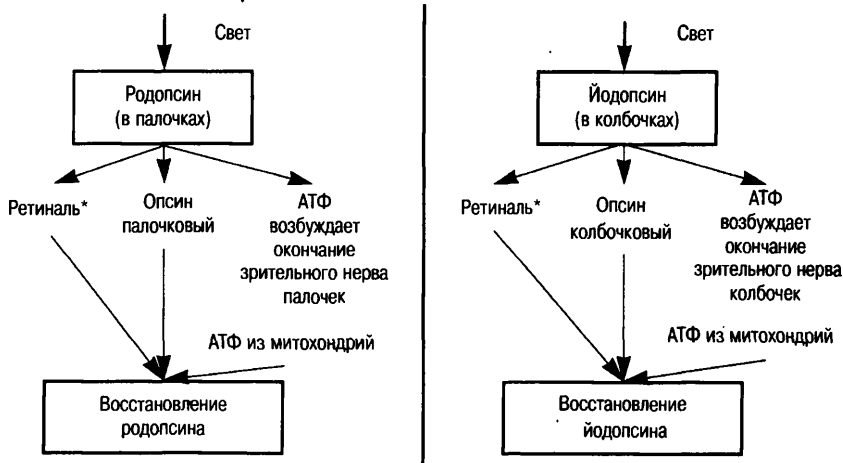 Свет
Родопсин
(в палочках)
Ретиналь*
Опсин
палочковый
АТФ
возбуждает
окончание
зрительного нерва
палочек
АТФ из митохондрий
Восстановление
родопсина
Свет
Йодопсин
(в колбочках)
Ретиналь*
Опсин
колбочковый
АТФ
возбуждает
окончание
зрительного нерва
колбочек
АТФ из митохондрий
Восстановление
йодопсина